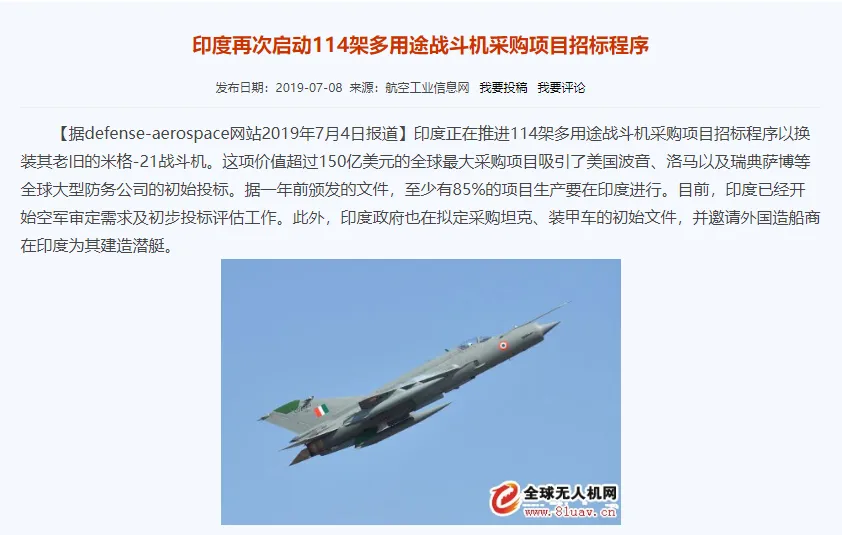 印度再次启动114架多用途战斗机采购项目招标程序
发布日期：2019-07-08 来源：航空工业信息网 我要投稿 我要评论
【据defense-aerospace网站2019年7月4日报道】印度正在推进114架多用途战斗机采购项目招标程序以换
装其老旧的米格-21战斗机。这项价值超过150亿美元的全球最大采购项目吸引了美国波音、洛马以及瑞典萨博等
全球大型防务公司的初始投标。据一年前颁发的文件，至少有85%的项目生产要在印度进行。目前，印度已经开
始空军审定需求及初步投标评估工作。此外，印度政府也在拟定采购坦克、装甲车的初始文件，并邀请外国造船商
在印度为其建造潜艇。
全球无人机网
www.81uav.cn